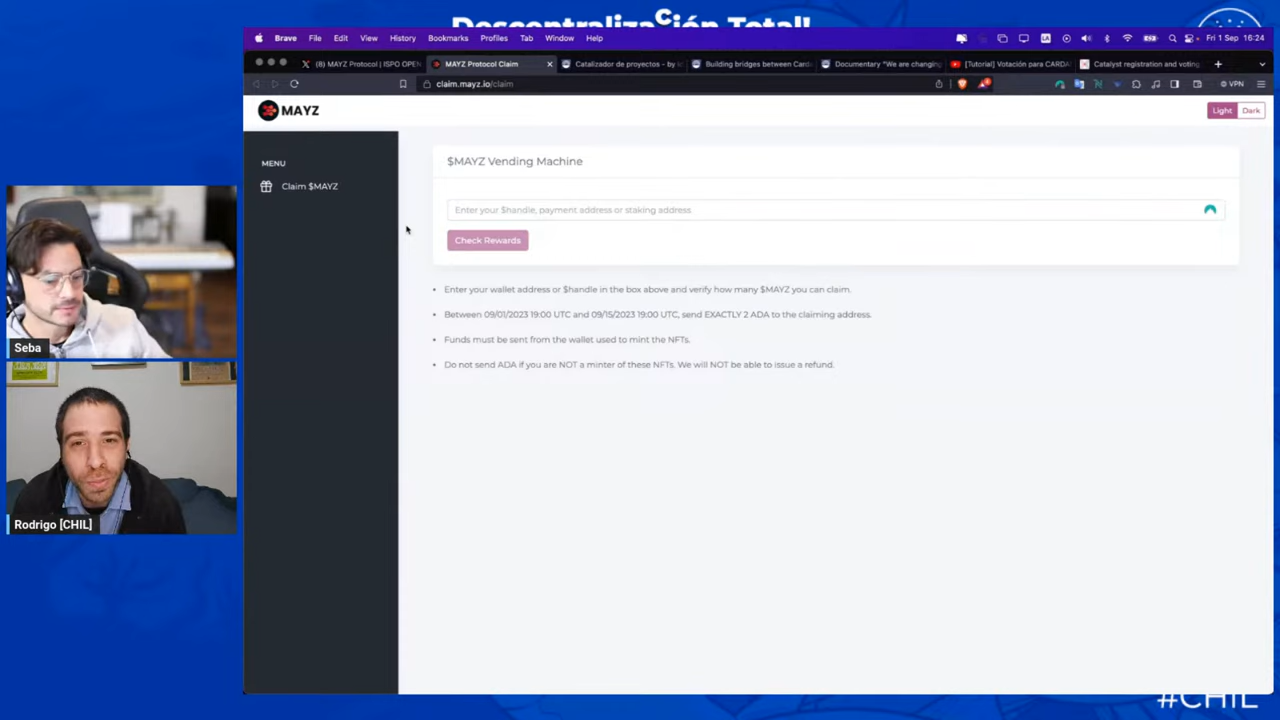 Descentralización Total!
Brave File Edit View History Bookmarks Profiles Tab Window Help
Fri 1 Sep 16:24
(8) MAYZ Protocol | ISPO OPEN
MAYZ Protocol Claim
Catalizador de proyectos - by
Building bridges between Carda
Documentary "We are changing
[Tutorial] Votación para CARDA
Catalyst registration and voting
claim.mayz.io/claim
VPN
MAYZ
Light Dark
MENU
Claim $MAYZ
$MAYZ Vending Machine
Enter your $handle, payment address or staking address
Check Rewards
• Enter your wallet address or $handle in the box above and verify how many $MAYZ you can claim.
• Between 09/01/2023 19:00 UTC and 09/15/2023 19:00 UTC, send EXACTLY 2 ADA to the claiming address.
• Funds must be sent from the wallet used to mint the NFTs.
• Do not send ADA if you are NOT a minter of these NFTs. We will NOT be able to issue a refund.
Seba
Rodrigo [CHIL]
#CHIL